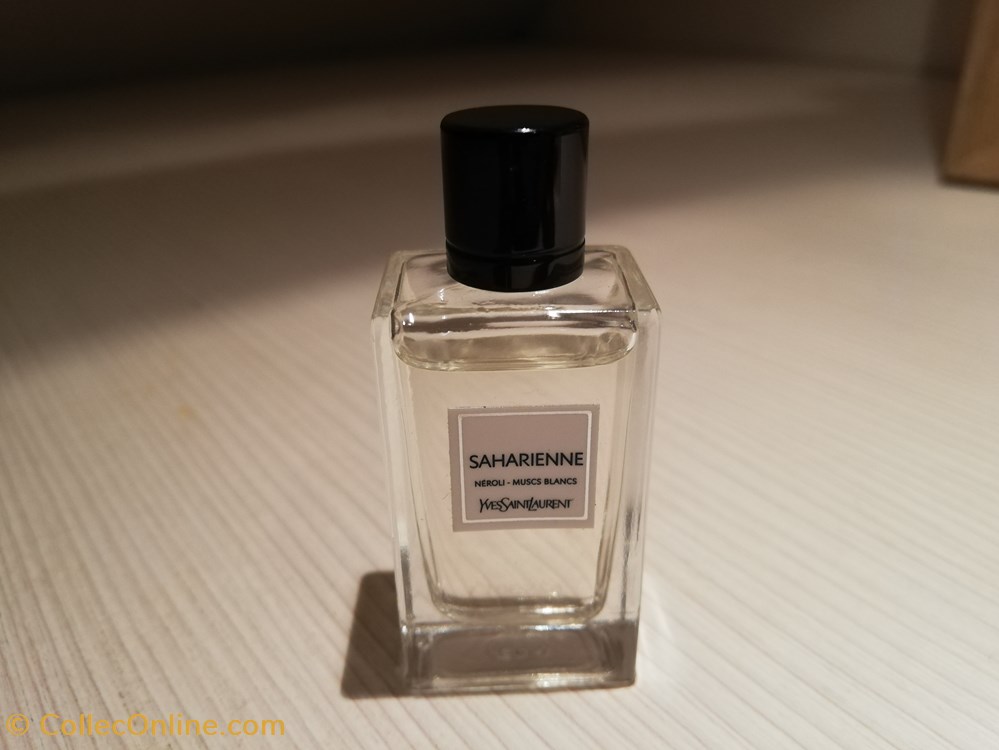 SAHARIENNE
NÉROLI - MUSCS BLANCS
YVESSAINTLAURENT
© CollecOnline.com